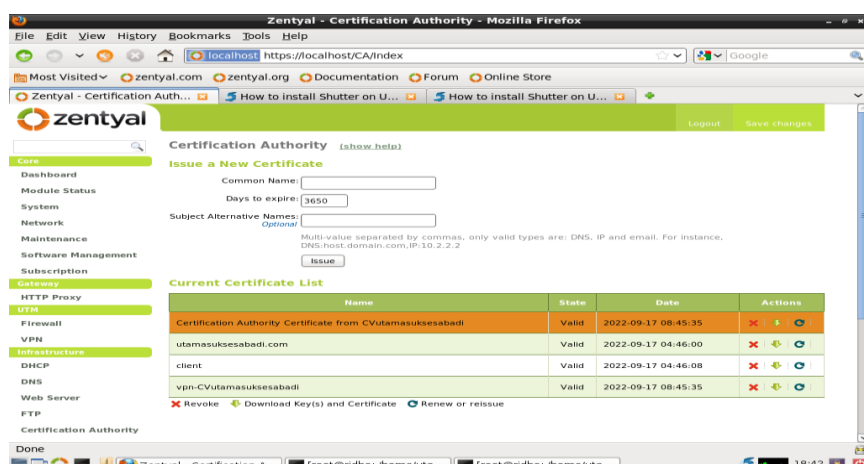 Zentyal - Certification Authority - Mozilla Firefox
File Edit View History Bookmarks Tools Help
localhost https://localhost/CA/Index
Google
Most Visited zentyal.com zentyal.org Documentation Forum Online Store
Zentyal - Certification Auth... How to install Shutter on U... How to install Shutter on U...
zentyal
Logout Save changes
Certification Authority (show help)
Issue a New Certificate
Common Name:
Days to expire: 3650
Subject Alternative Names:
Optional
Multi-value separated by commas, only valid types are: DNS, IP and email. For instance,
DNS:host.domain.com,IP:10.2.2.2
Issue
Core
Dashboard
Module Status
System
Network
Maintenance
Software Management
Subscription
Gateway
HTTP Proxy
UTM
Firewall
VPN
Infrastructure
DHCP
DNS
Web Server
FTP
Certification Authority
Current Certificate List
Name State Date Actions
Certification Authority Certificate from CVutamasuksesabadi Valid 2022-09-17 08:45:35
utamasuksesabadi.com Valid 2022-09-17 04:46:00
client Valid 2022-09-17 04:46:08
vpn-CVutamasuksesabadi Valid 2022-09-17 08:45:35
Revoke Download Key(s) and Certificate Renew or reissue
Done
18:42